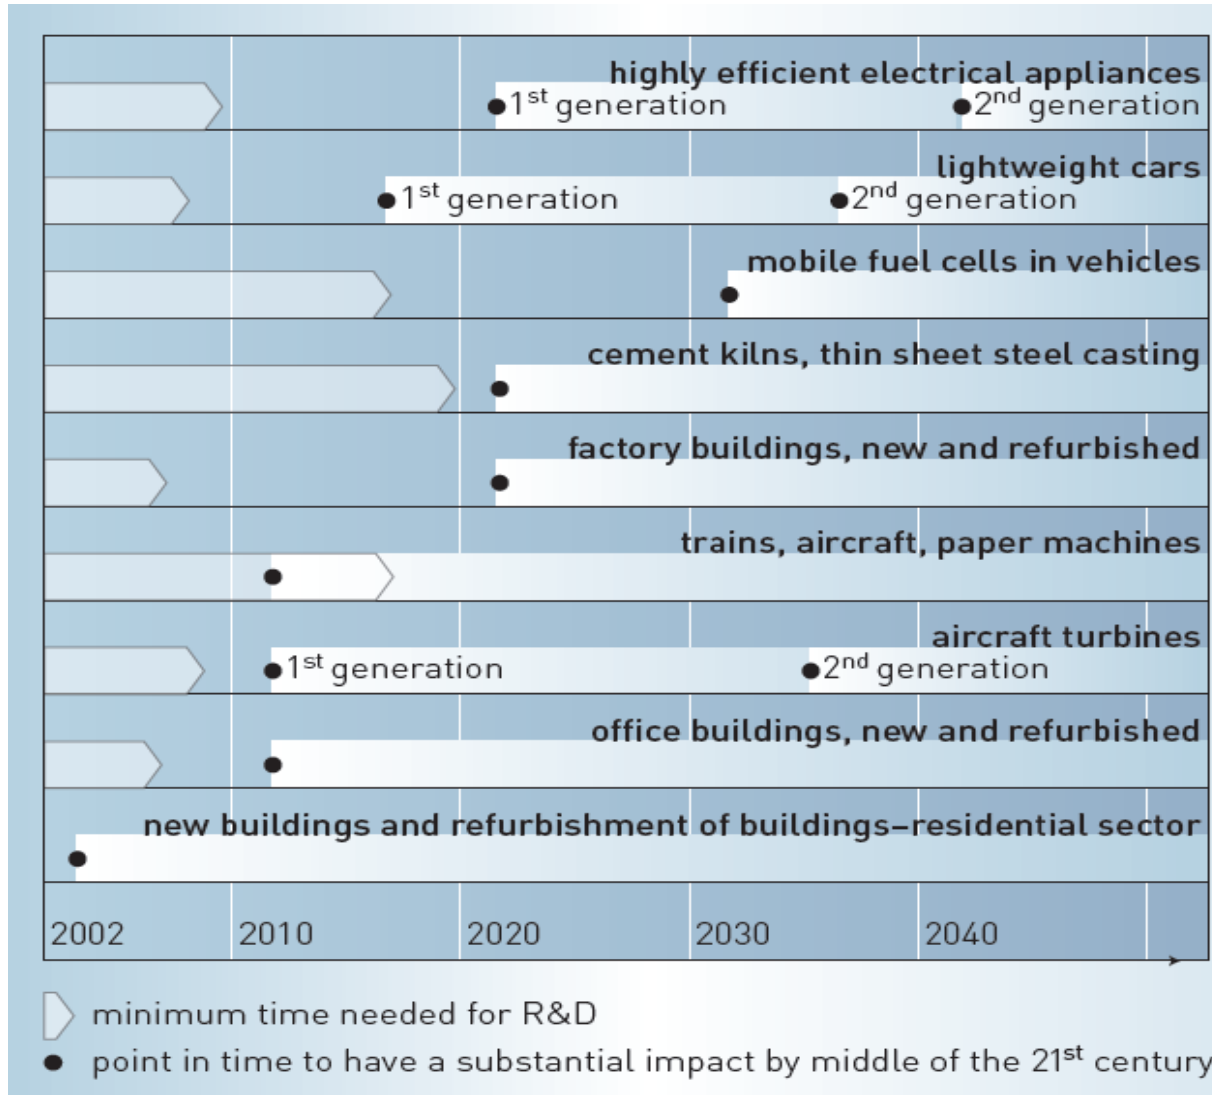 highly efficient electrical appliances
1st generation 2nd generation
lightweight cars
1st generation 2nd generation
mobile fuel cells in vehicles
cement kilns, thin sheet steel casting
factory buildings, new and refurbished
trains, aircraft, paper machines
aircraft turbines
1st generation 2nd generation
office buildings, new and refurbished
new buildings and refurbishment of buildings–residential sector
2002 2010 2020 2030 2040
minimum time needed for R&D
point in time to have a substantial impact by middle of the 21st century